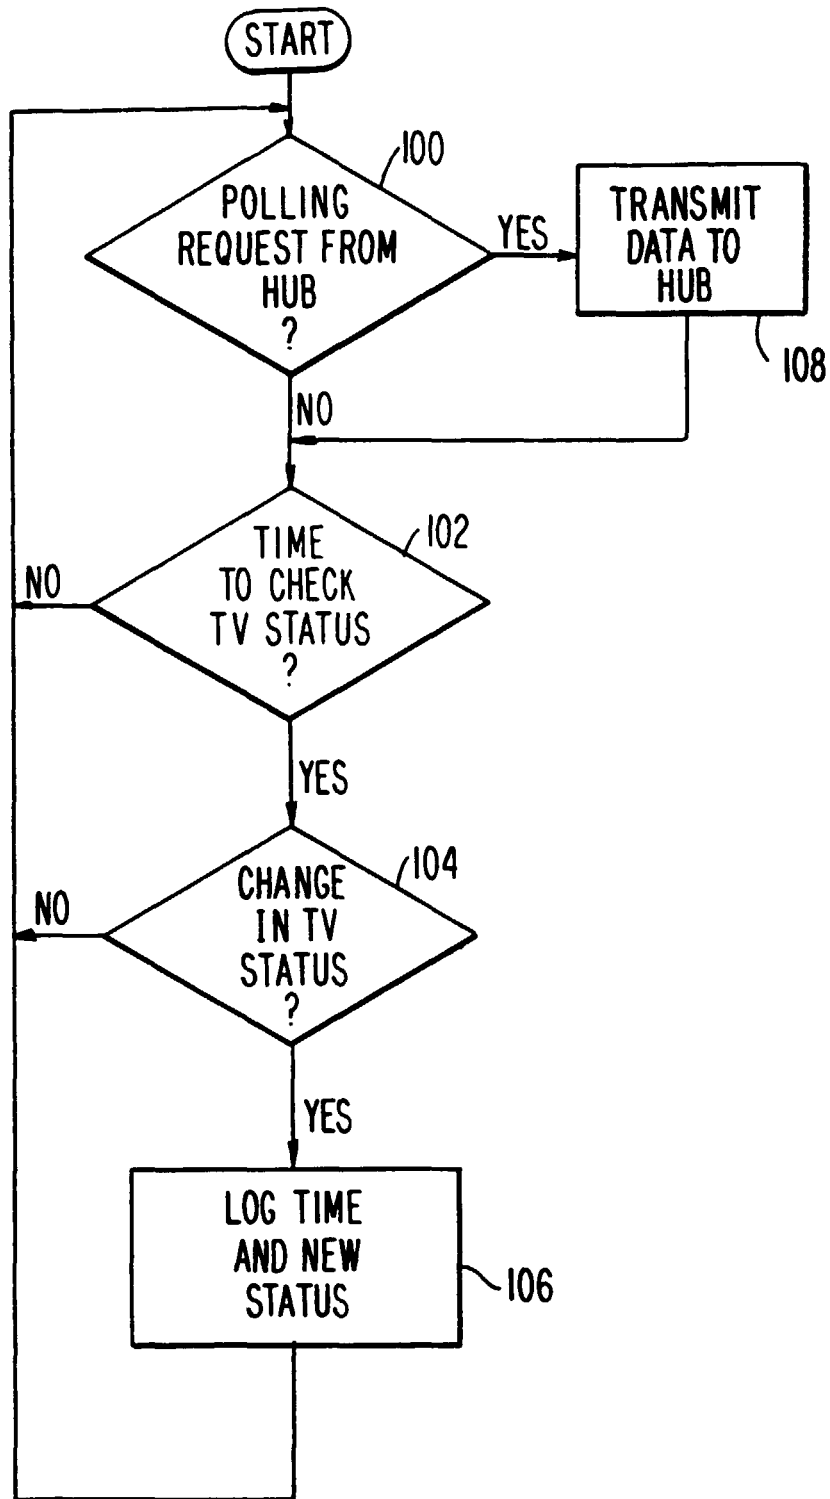 START
100
POLLING
REQUEST FROM
HUB
?
YES
TRANSMIT
DATA TO
HUB
108
NO
102
TIME
TO CHECK
TV STATUS
?
NO
YES
104
CHANGE
IN TV
STATUS
?
NO
YES
LOG TIME
AND NEW
STATUS
106